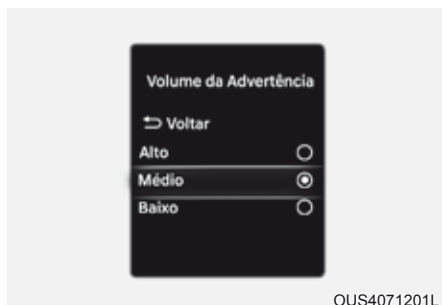 Volume da Advertência
Voltar
Alto
Médio
Baixo
OUS4071201L